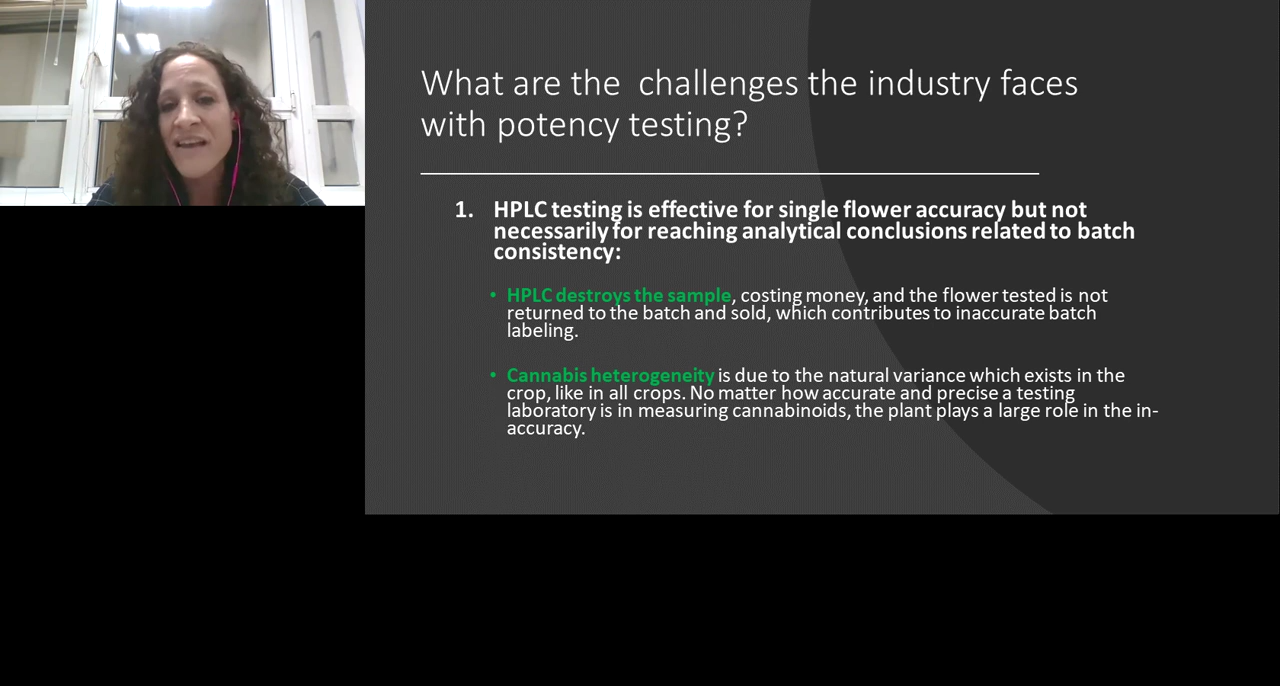 What are the  challenges the industry faces
with potency testing?
1. HPLC testing is effective for single flower accuracy but not
necessarily for reaching analytical conclusions related to batch
consistency:
• HPLC destroys the sample, costing money, and the flower tested is not
returned to the batch and sold, which contributes to inaccurate batch
labeling.
• Cannabis heterogeneity is due to the natural variance which exists in the
crop, like in all crops. No matter how accurate and precise a testing
laboratory is in measuring cannabinoids, the plant plays a large role in the in-
accuracy.